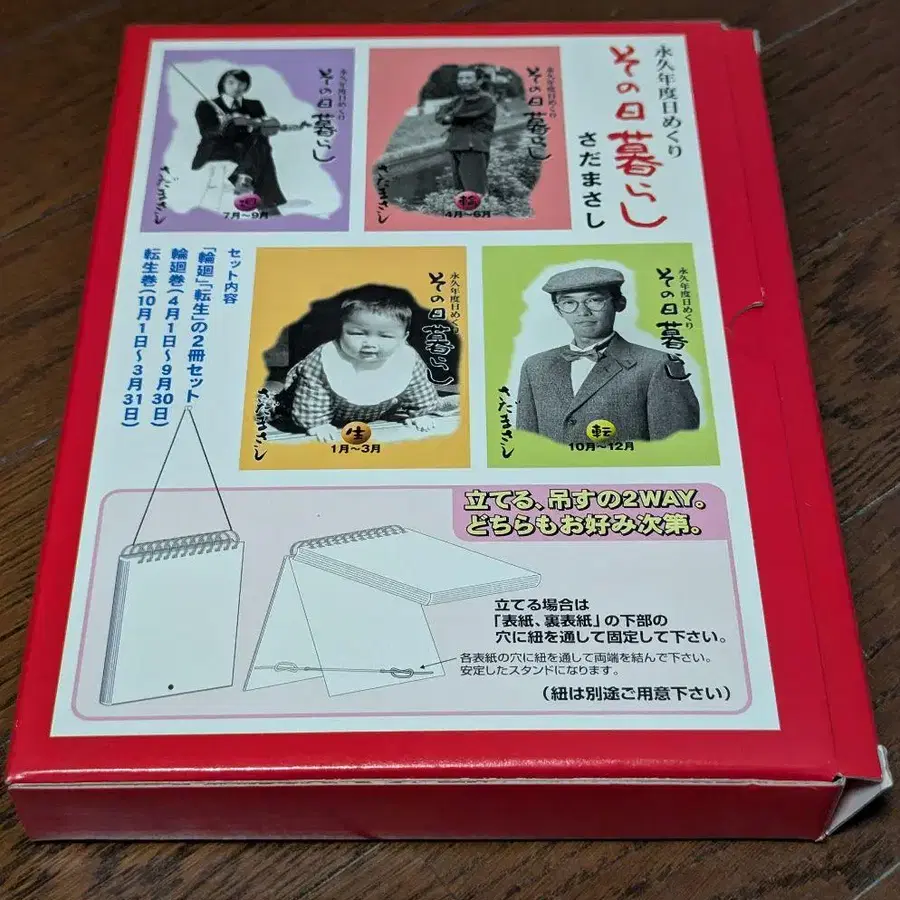 永久年度日めくり
その日暮らし
さだまさし
永久年度日めくり
その日暮らし
さだまさし
4月〜6月
永久年度日めくり
その日暮らし
さだまさし
廻
7月〜9月
永久年度日めくり
その日暮らし
さだまさし
転
10月〜12月
永久年度日めくり
その日暮らし
さだまさし
生
1月〜3月
セット内容
「輪廻」「転生」の2冊セット
輪廻巻(4月1日〜9月30日)
転生巻(10月1日〜3月31日)
立てる、吊すの2WAY。
どちらもお好み次第。
立てる場合は
「表紙、裏表紙」の下部の
穴に紐を通して固定して下さい。
各表紙の穴に紐を通して両端を結んで下さい。
安定したスタンドになります。
(紐は別途ご用意下さい)